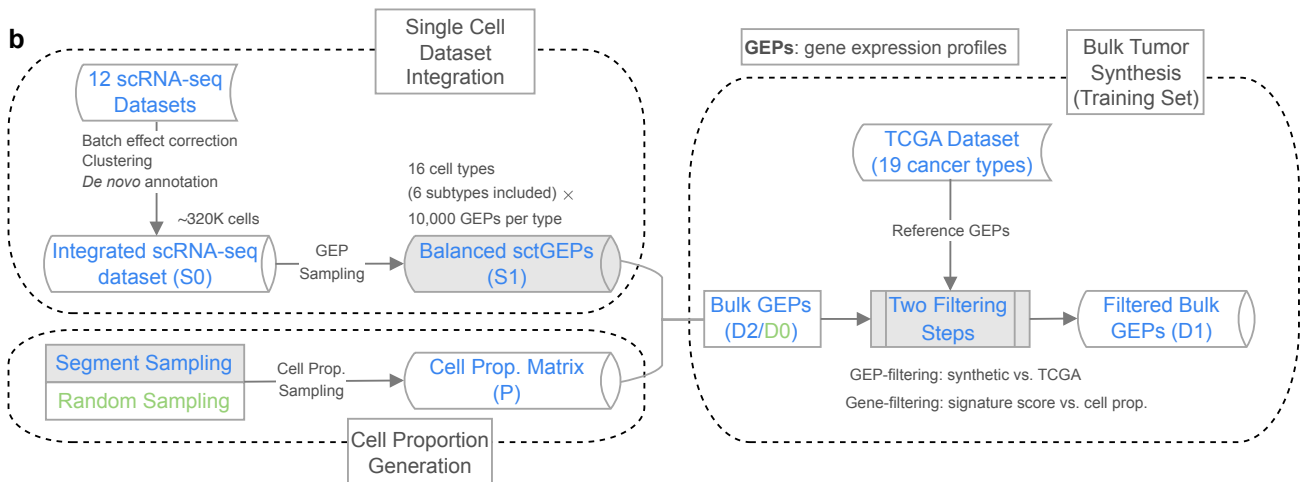 b
Single Cell
Dataset
Integration
12 scRNA-seq
Datasets
Batch effect correction
Clustering
De novo annotation
~320K cells
Integrated scRNA-seq
dataset (S0)
GEP
Sampling
16 cell types
(6 subtypes included) ×
10,000 GEPs per type
Balanced sctGEPs
(S1)
Segment Sampling
Random Sampling
Cell Prop.
Sampling
Cell Prop. Matrix
(P)
Cell Proportion
Generation
GEPs: gene expression profiles
Bulk Tumor
Synthesis
(Training Set)
TCGA Dataset
(19 cancer types)
Reference GEPs
Bulk GEPs
(D2/D0)
Two Filtering
Steps
Filtered Bulk
GEPs (D1)
GEP-filtering: synthetic vs. TCGA
Gene-filtering: signature score vs. cell prop.